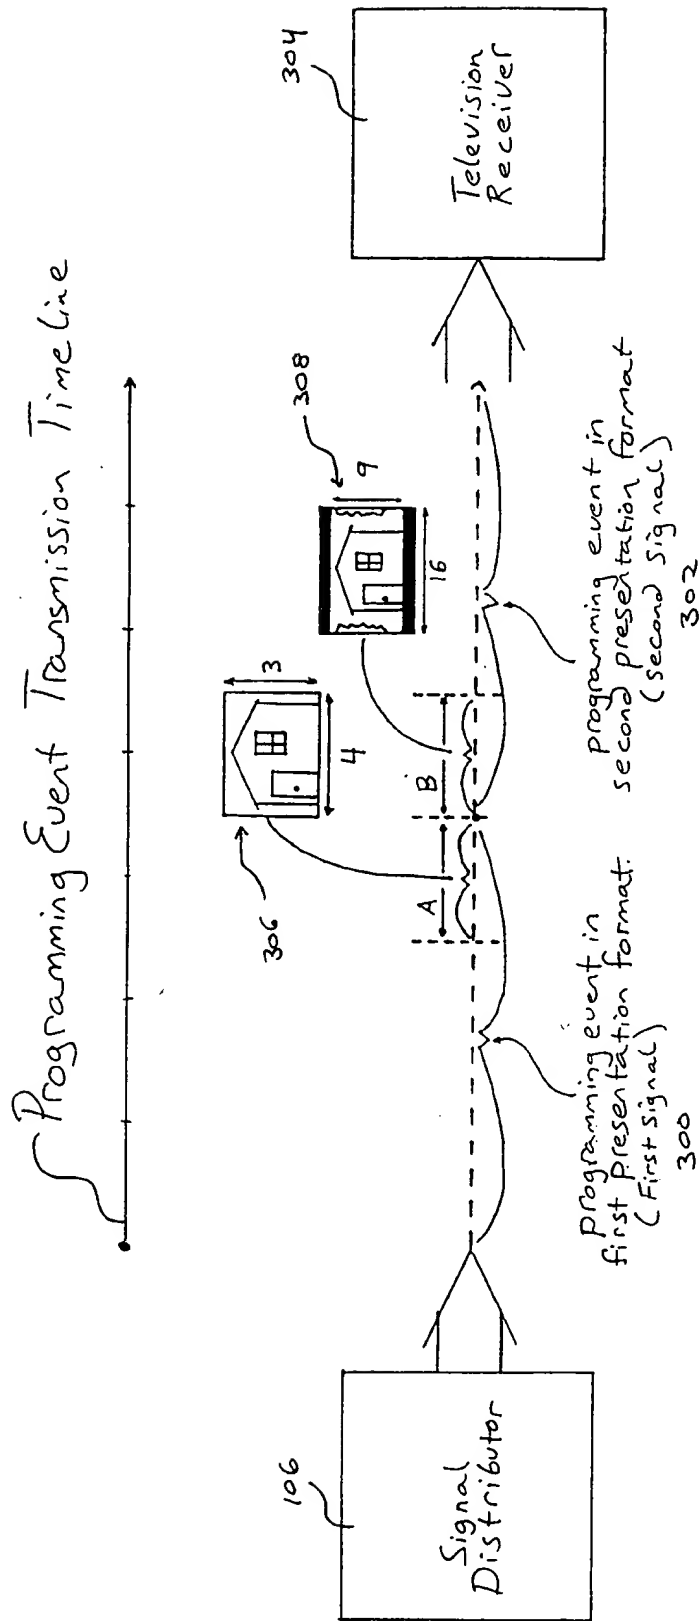 Programming Event Transmission Timeline
306
3
4
308
9
16
304
Television
Receiver
106
Signal
Distributor
A
B
programming event in
first presentation format.
(First signal)
300
programming event in
second presentation format
(second signal)
302